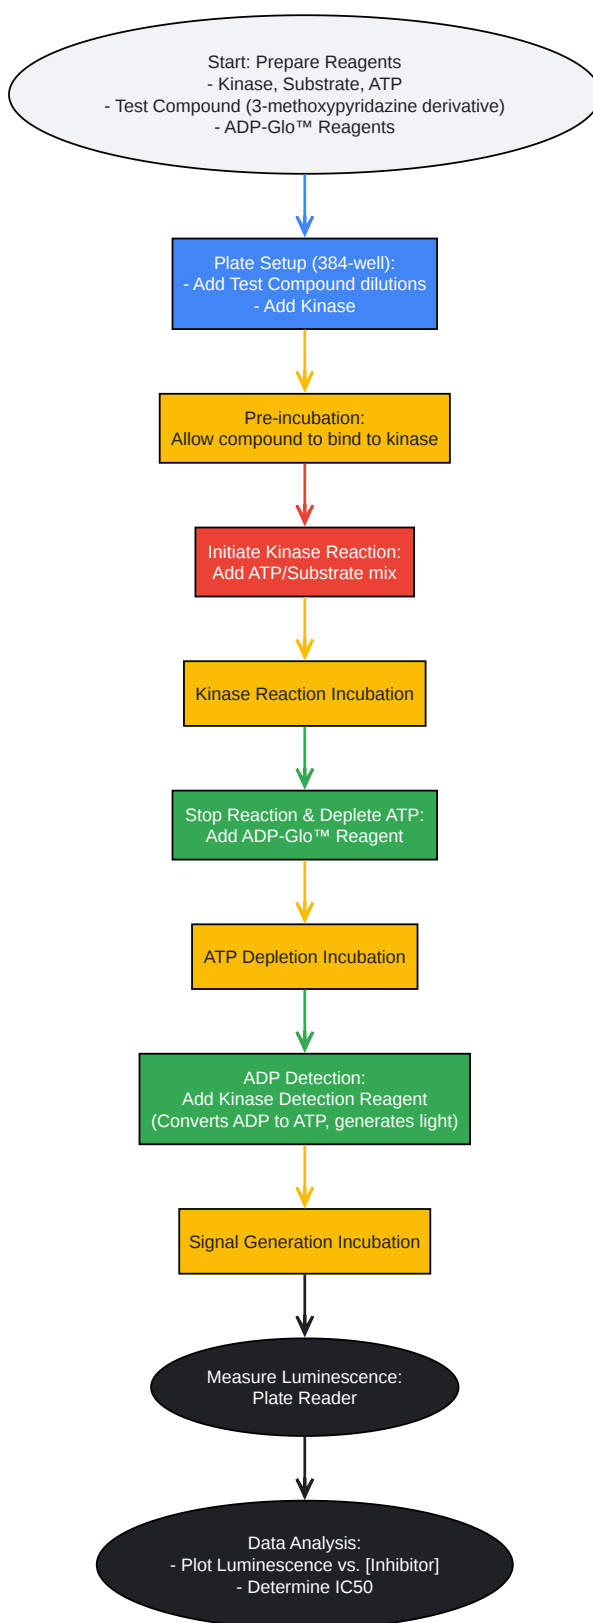 Start: Prepare Reagents
- Kinase, Substrate, ATP
- Test Compound (3-methoxypyridazine derivative)
- ADP-Glo™ Reagents
Plate Setup (384-well):
- Add Test Compound dilutions
- Add Kinase
Pre-incubation:
Allow compound to bind to kinase
Initiate Kinase Reaction:
Add ATP/Substrate mix
Kinase Reaction Incubation
Stop Reaction & Deplete ATP:
Add ADP-Glo™ Reagent
ATP Depletion Incubation
ADP Detection:
Add Kinase Detection Reagent
(Converts ADP to ATP, generates light)
Signal Generation Incubation
Measure Luminescence:
Plate Reader
Data Analysis:
- Plot Luminescence vs. [Inhibitor]
- Determine IC50